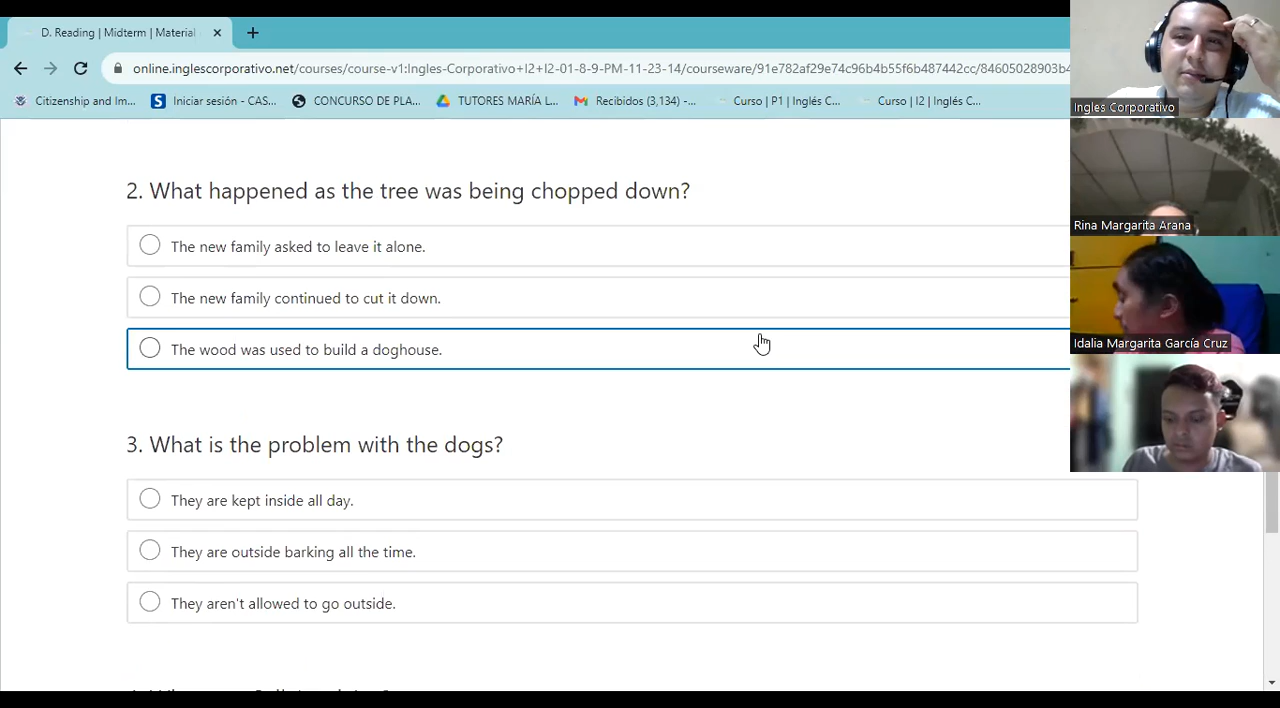 D. Reading | Midterm | Material
online.inglescorporativo.net/courses/course-v1:Ingles-Corporativo+I2+I2-01-8-9-PM-11-23-14/courseware/91e782af29e74c96b4b55f6b487442cc/84605028903b4
Citizenship and Im... Iniciar sesión - CAS... CONCURSO DE PLA... TUTORES MARÍA L... Recibidos (3,134) -... Curso | P1 | Inglés C... Curso | I2 | Inglés C...
Ingles Corporativo
Rina Margarita Arana
Idalia Margarita García Cruz
2. What happened as the tree was being chopped down?
The new family asked to leave it alone.
The new family continued to cut it down.
The wood was used to build a doghouse.
3. What is the problem with the dogs?
They are kept inside all day.
They are outside barking all the time.
They aren't allowed to go outside.